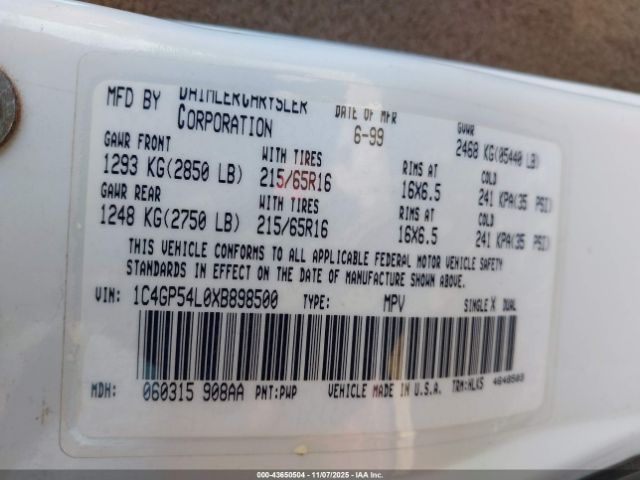 MFD BY DAIMLERCHRYSLER CORPORATION DATE OF MFR 6-99 GVWR 2468 KG(05440 LB)
GAWR FRONT WITH TIRES RIMS AT COLD
1293 KG(2850 LB) 215/65R16 16X6.5 241 KPA(35 PSI)
GAWR REAR WITH TIRES RIMS AT COLD
1248 KG(2750 LB) 215/65R16 16X6.5 241 KPA(35 PSI)
THIS VEHICLE CONFORMS TO ALL APPLICABLE FEDERAL MOTOR VEHICLE SAFETY
STANDARDS IN EFFECT ON THE DATE OF MANUFACTURE SHOWN ABOVE.
VIN: 1C4GP54L0XB898500 TYPE: MPV SINGLE X DUAL
MDH: 060315 908AA PNT:PWP VEHICLE MADE IN U.S.A. TRM:HLK5 4648503
000-43650504 - 11/07/2025 - IAA Inc.